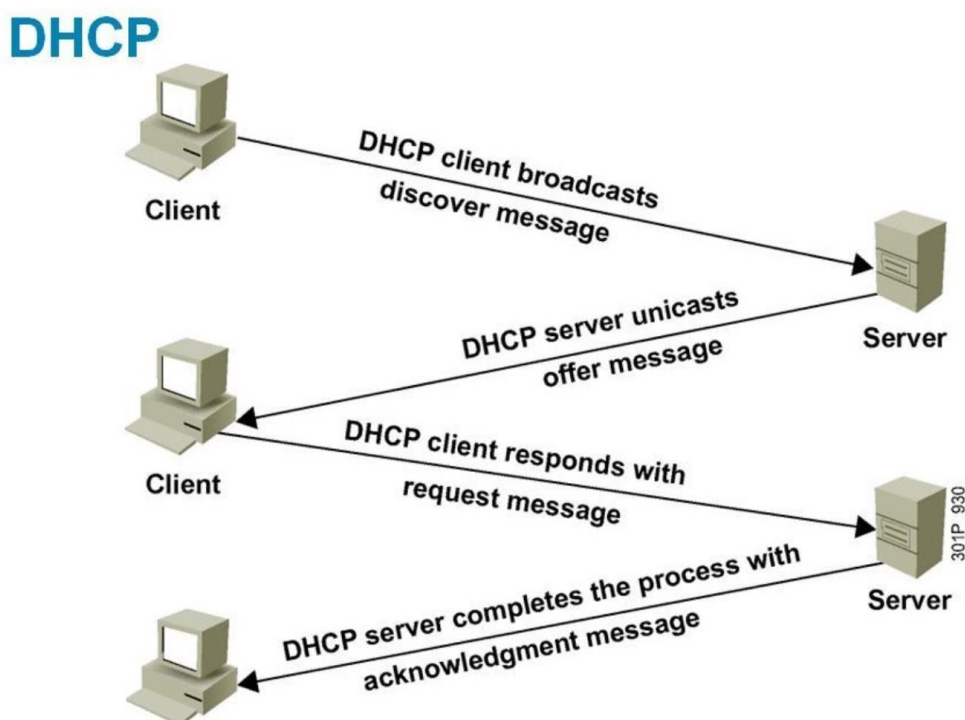 DHCP
DHCP client broadcasts
discover message
Client
DHCP server unicasts
offer message
Server
DHCP client responds with
request message
Client
301P 930
DHCP server completes the process with
acknowledgment message
Server